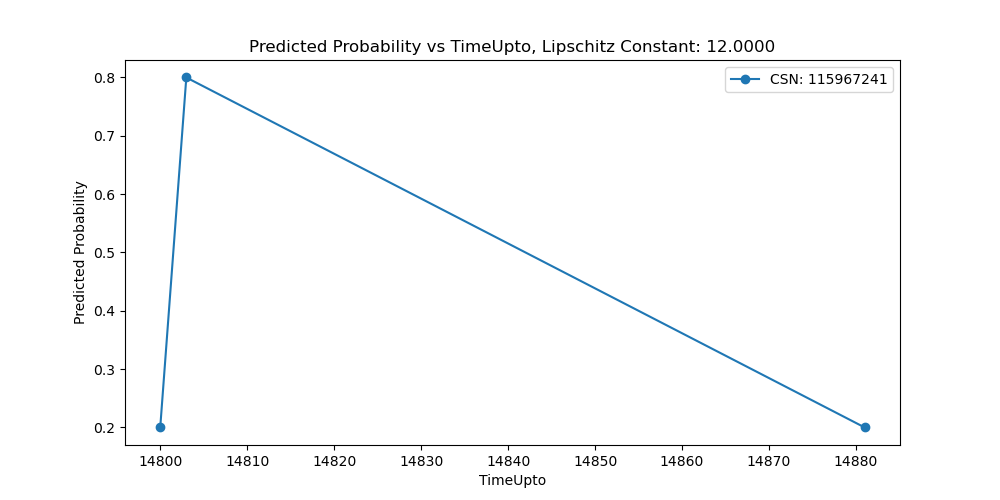 Predicted Probability vs TimeUpto, Lipschitz Constant: 12.0000
CSN: 115967241
Predicted Probability
0.8
0.7
0.6
0.5
0.4
0.3
0.2
14800 14810 14820 14830 14840 14850 14860 14870 14880
TimeUpto